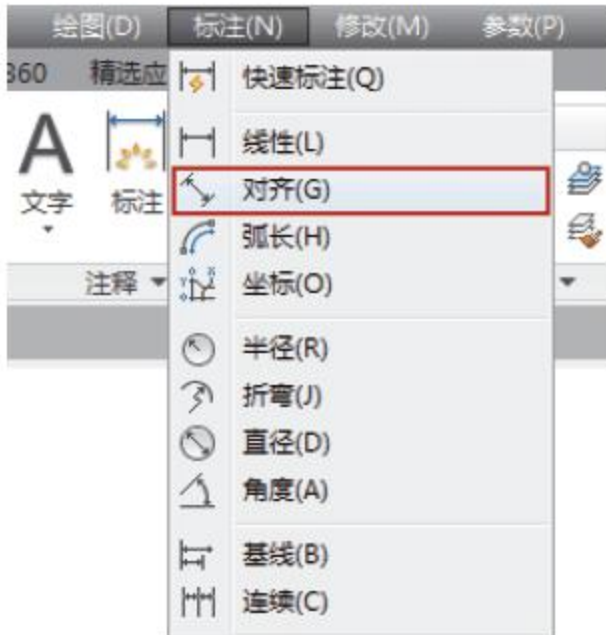 绘图(D) 标注(N) 修改(M) 参数(P)
360 精选应
快速标注(Q)
线性(L)
A
文字 标注
对齐(G)
弧长(H)
注释
坐标(O)
半径(R)
折弯(J)
直径(D)
角度(A)
基线(B)
连续(C)